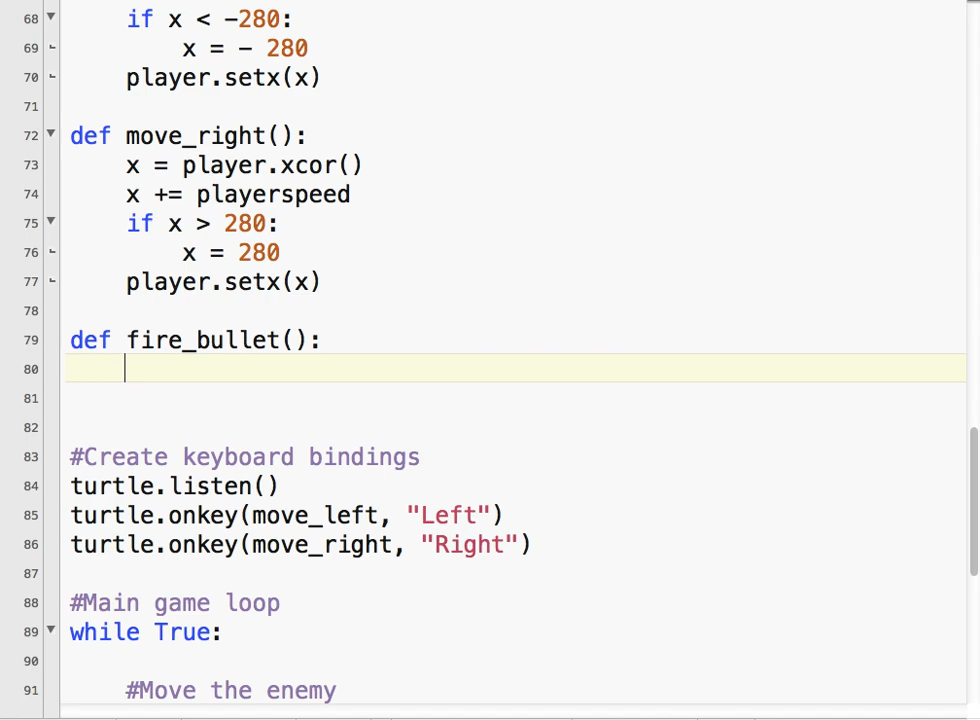 68 if x < -280:
69 x = - 280
70 player.setx(x)
71
72 def move_right():
73 x = player.xcor()
74 x += playerspeed
75 if x > 280:
76 x = 280
77 player.setx(x)
78
79 def fire_bullet():
80
81
82
83 #Create keyboard bindings
84 turtle.listen()
85 turtle.onkey(move_left, "Left")
86 turtle.onkey(move_right, "Right")
87
88 #Main game loop
89 while True:
90
91 #Move the enemy